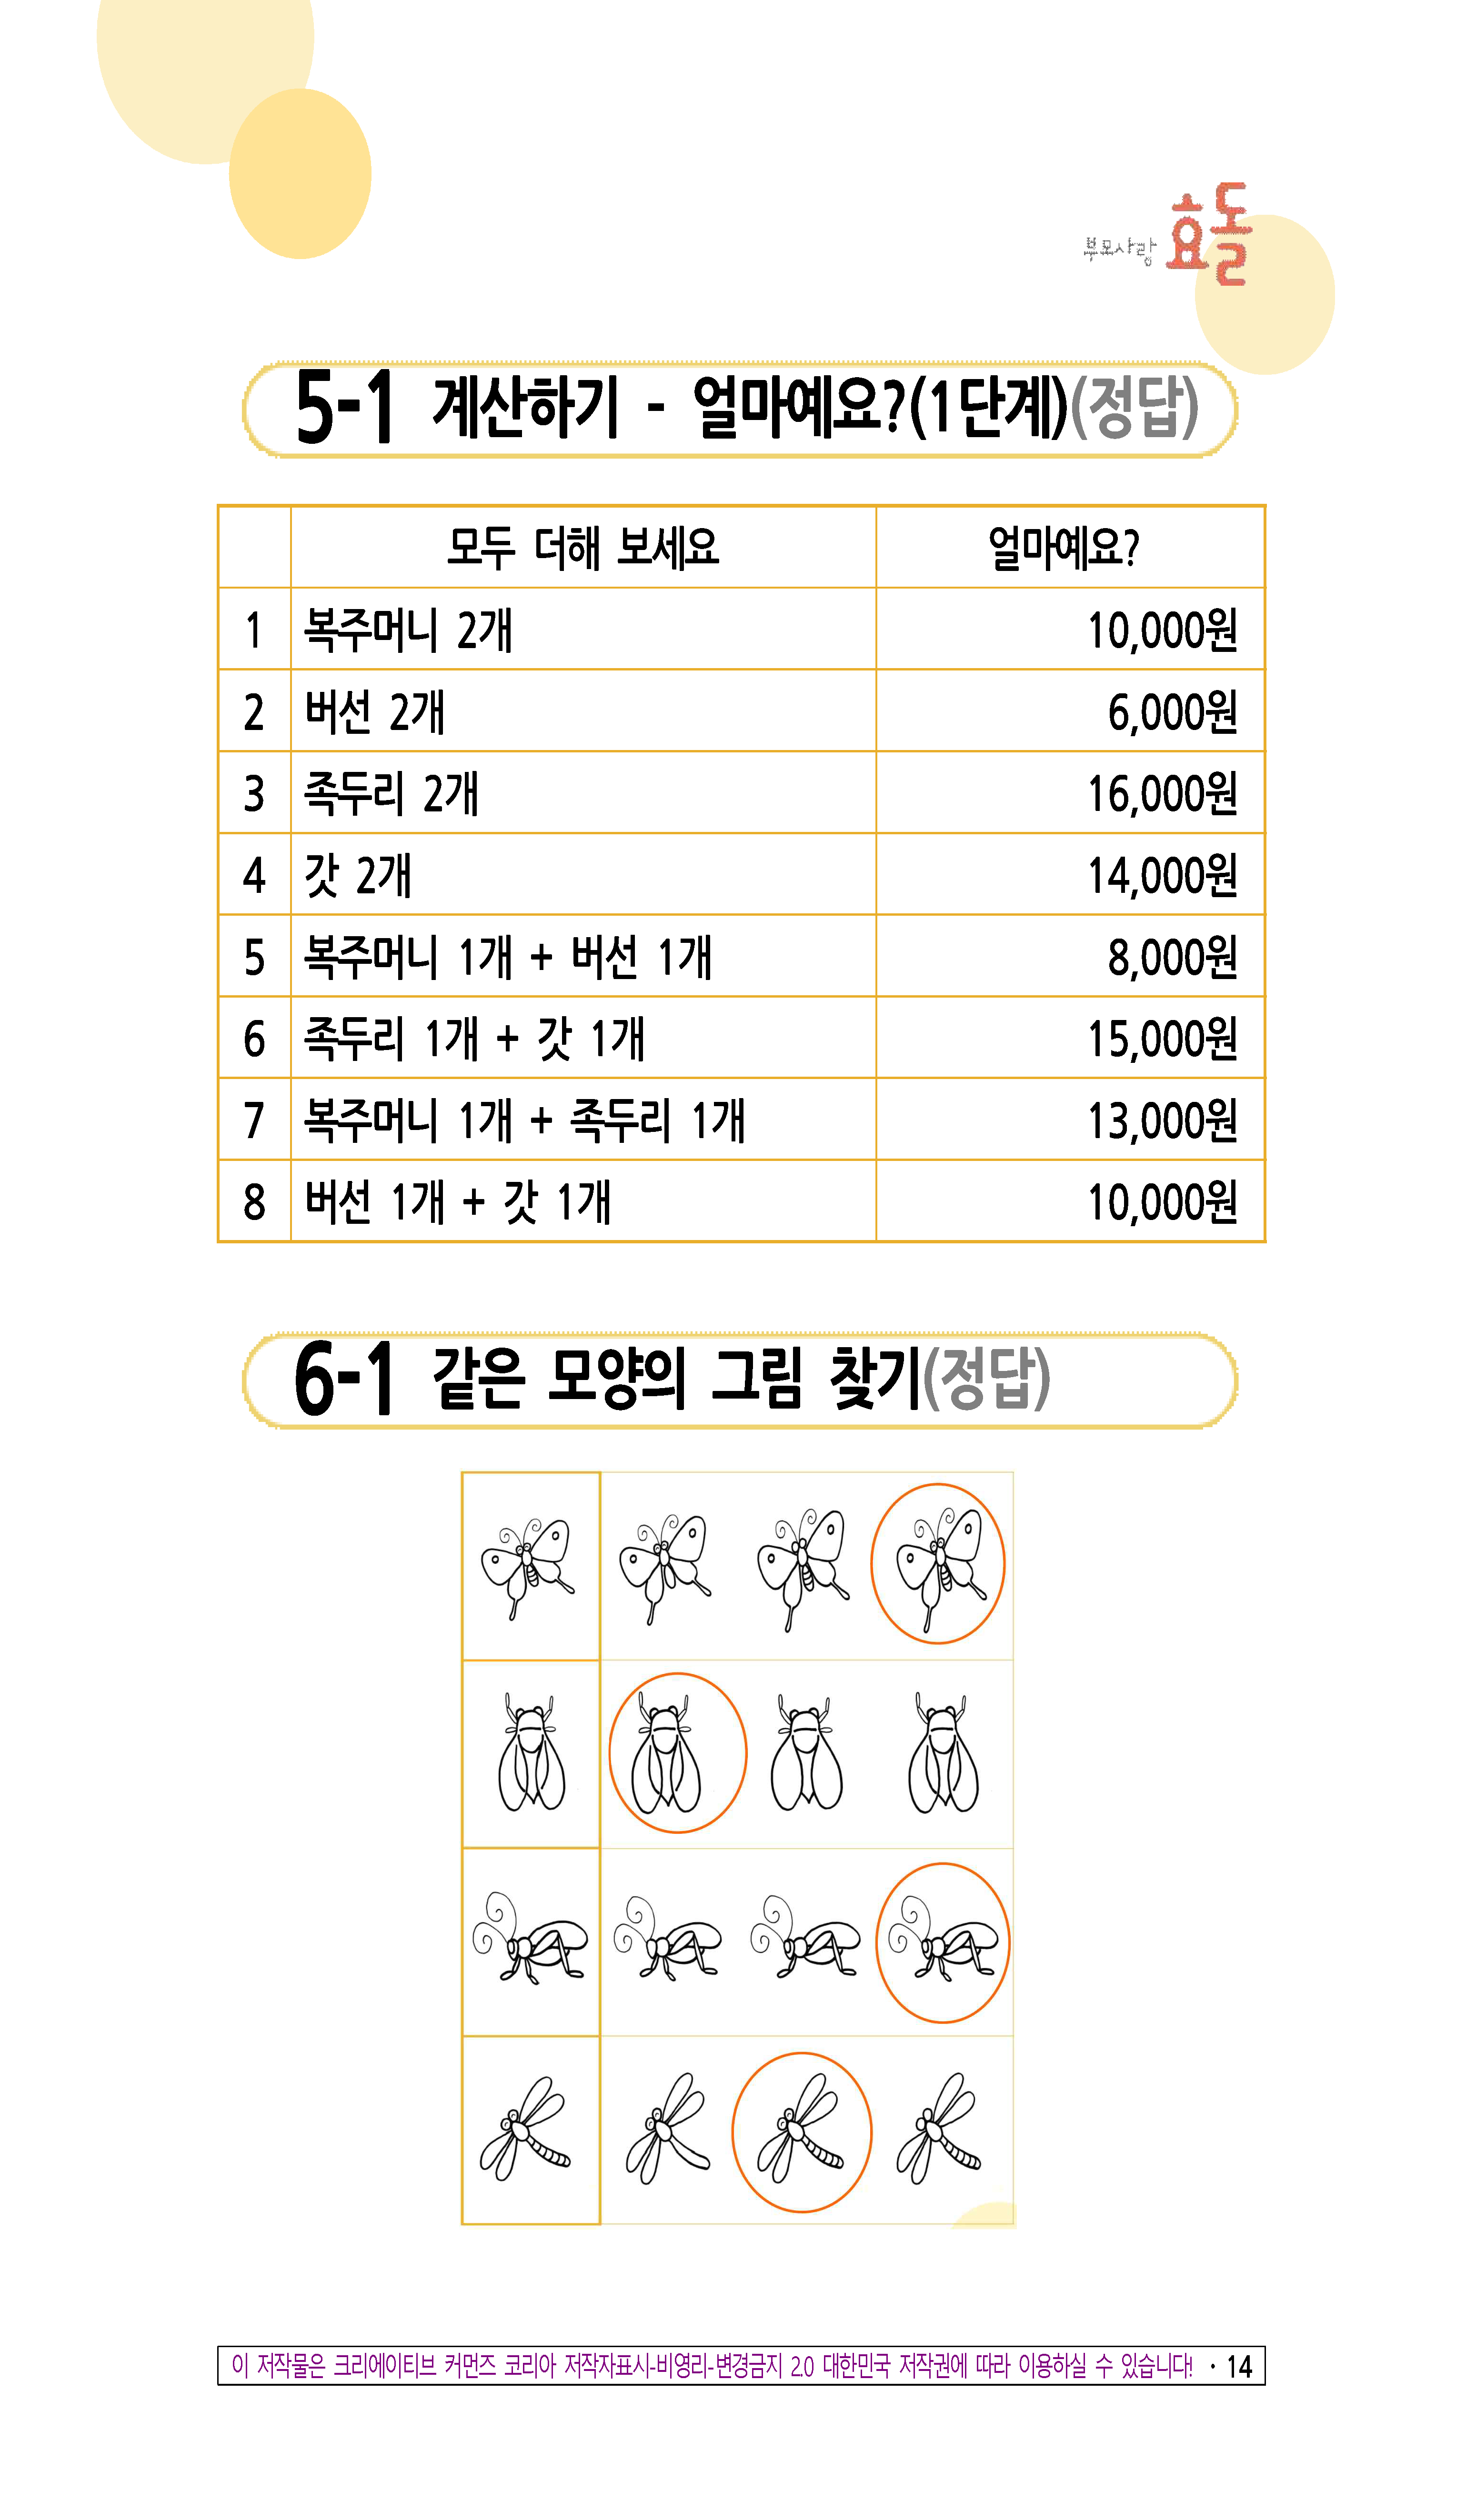 부모사랑 효돌
5-1 계산하기 - 얼마예요?(1단계)(정답)
모두 더해 보세요 얼마예요?
1 복주머니 2개 10,000원
2 버선 2개 6,000원
3 족두리 2개 16,000원
4 갓 2개 14,000원
5 복주머니 1개 + 버선 1개 8,000원
6 족두리 1개 + 갓 1개 15,000원
7 복주머니 1개 + 족두리 1개 13,000원
8 버선 1개 + 갓 1개 10,000원
6-1 같은 모양의 그림 찾기(정답)
이 저작물은 크리에이티브 커먼즈 코리아 저작자표시-비영리-변경금지 2.0 대한민국 저작권에 따라 이용하실 수 있습니다! · 14